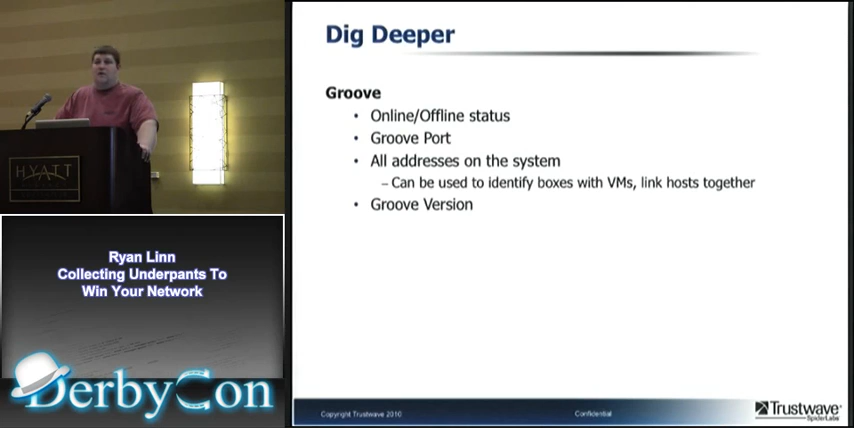 HYATT
Ryan Linn
Collecting Underpants To
Win Your Network
DerbyCon
Dig Deeper
Groove
• Online/Offline status
• Groove Port
• All addresses on the system
– Can be used to identify boxes with VMs, link hosts together
• Groove Version
Copyright Trustwave 2010
Confidential
Trustwave®
SpiderLabs